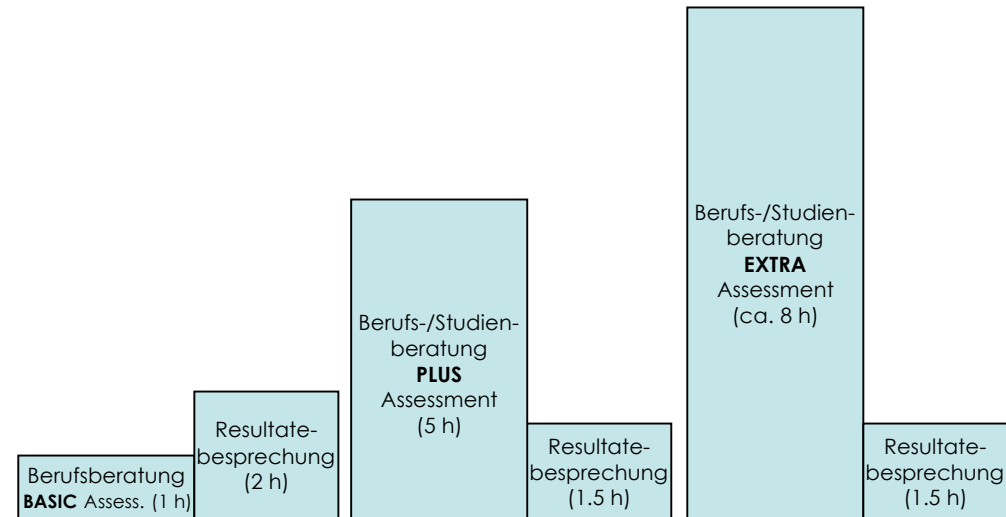 Berufsberatung
BASIC Assess. (1 h)
Resultate-
besprechung
(2 h)
Berufs-/Studien-
beratung
PLUS
Assessment
(5 h)
Resultate-
besprechung
(1.5 h)
Berufs-/Studien-
beratung
EXTRA
Assessment
(ca. 8 h)
Resultate-
besprechung
(1.5 h)